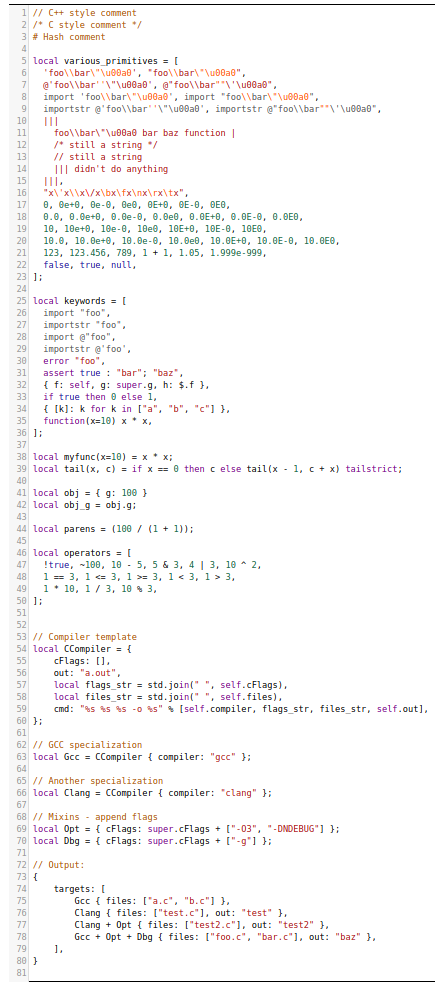 1 // C++ style comment
2 /* C style comment */
3 # Hash comment
4
5 local various_primitives = [
6   'foo\\bar\"\u00a0', "foo\\bar\"\u00a0",
7   @'foo\\bar''\"\u00a0', @"foo\\bar""\'\u00a0",
8   import 'foo\\bar\"\u00a0', import "foo\\bar\"\u00a0",
9   importstr @'foo\\bar''\"\u00a0', importstr @"foo\\bar""\'\u00a0",
10   |||
11     foo\\bar\"\u00a0 bar baz function |
12     /* still a string */
13     // still a string
14     ||| didn't do anything
15   |||,
16   "x\'x\\x\/x\bx\fx\nx\rx\tx",
17   0, 0e+0, 0e-0, 0e0, 0E+0, 0E-0, 0E0,
18   0.0, 0.0e+0, 0.0e-0, 0.0e0, 0.0E+0, 0.0E-0, 0.0E0,
19   10, 10e+0, 10e-0, 10e0, 10E+0, 10E-0, 10E0,
20   10.0, 10.0e+0, 10.0e-0, 10.0e0, 10.0E+0, 10.0E-0, 10.0E0,
21   123, 123.456, 789, 1 + 1, 1.05, 1.999e-999,
22   false, true, null,
23 ];
24
25 local keywords = [
26   import "foo",
27   importstr "foo",
28   import @"foo",
29   importstr @'foo',
30   error "foo",
31   assert true : "bar"; "baz",
32   { f: self, g: super.g, h: $.f },
33   if true then 0 else 1,
34   { [k]: k for k in ["a", "b", "c"] },
35   function(x=10) x * x,
36 ];
37
38 local myfunc(x=10) = x * x;
39 local tail(x, c) = if x == 0 then c else tail(x - 1, c + x) tailstrict;
40
41 local obj = { g: 100 }
42 local obj_g = obj.g;
43
44 local parens = (100 / (1 + 1));
45
46 local operators = [
47   !true, ~100, 10 - 5, 5 & 3, 4 | 3, 10 ^ 2,
48   1 == 3, 1 <= 3, 1 >= 3, 1 < 3, 1 > 3,
49   1 * 10, 1 / 3, 10 % 3,
50 ];
51
52
53 // Compiler template
54 local CCompiler = {
55     cFlags: [],
56     out: "a.out",
57     local flags_str = std.join(" ", self.cFlags),
58     local files_str = std.join(" ", self.files),
59     cmd: "%s %s %s -o %s" % [self.compiler, flags_str, files_str, self.out],
60 };
61
62 // GCC specialization
63 local Gcc = CCompiler { compiler: "gcc" };
64
65 // Another specialization
66 local Clang = CCompiler { compiler: "clang" };
67
68 // Mixins - append flags
69 local Opt = { cFlags: super.cFlags + ["-O3", "-DNDEBUG"] };
70 local Dbg = { cFlags: super.cFlags + ["-g"] };
71
72 // Output:
73 {
74     targets: [
75         Gcc { files: ["a.c", "b.c"] },
76         Clang { files: ["test.c"], out: "test" },
77         Clang + Opt { files: ["test2.c"], out: "test2" },
78         Gcc + Opt + Dbg { files: ["foo.c", "bar.c"], out: "baz" },
79     ],
80 }
81